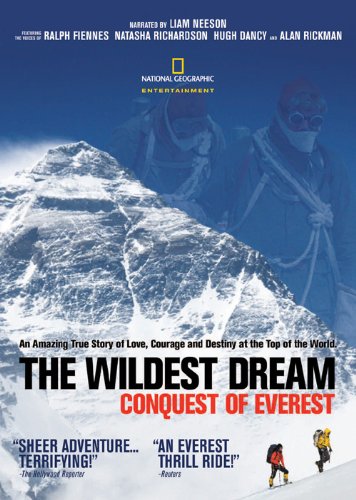 NARRATED BY LIAM NEESON
FEATURING THE VOICES OF RALPH FIENNES NATASHA RICHARDSON HUGH DANCY AND ALAN RICKMAN
NATIONAL GEOGRAPHIC
ENTERTAINMENT
An Amazing True Story of Love, Courage and Destiny at the Top of the World.
THE WILDEST DREAM
CONQUEST OF EVEREST
“SHEER ADVENTURE... TERRIFYING!”
-The Hollywood Reporter
“AN EVEREST THRILL RIDE!”
-Reuters